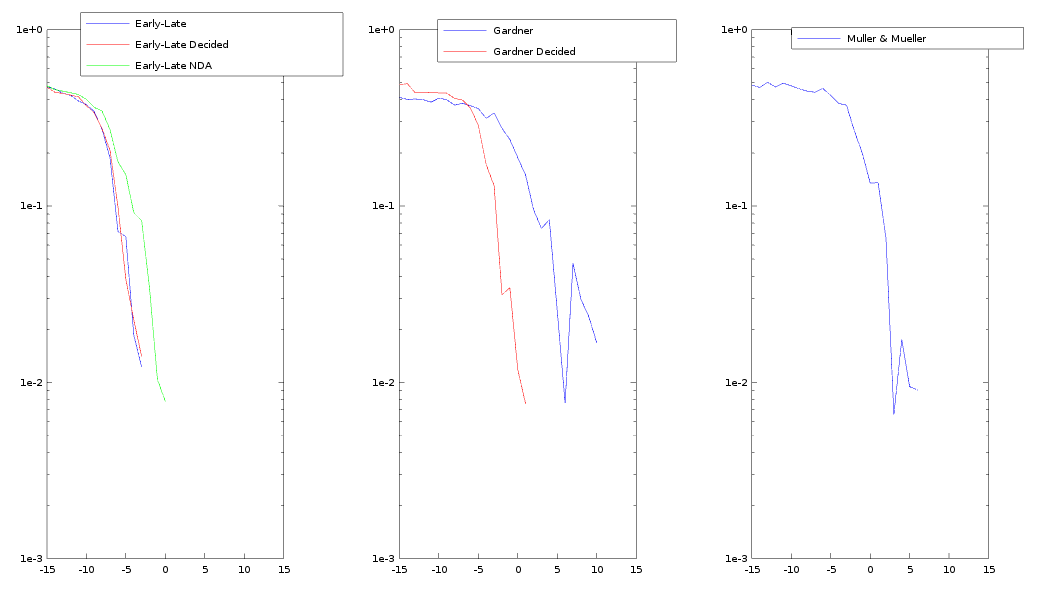 Early-Late
Early-Late Decided
Early-Late NDA
1e+0
1e-1
1e-2
1e-3
-15 -10 -5 0 5 10 15
Gardner
Gardner Decided
1e+0
1e-1
1e-2
1e-3
-15 -10 -5 0 5 10 15
Muller & Mueller
1e+0
1e-1
1e-2
1e-3
-15 -10 -5 0 5 10 15